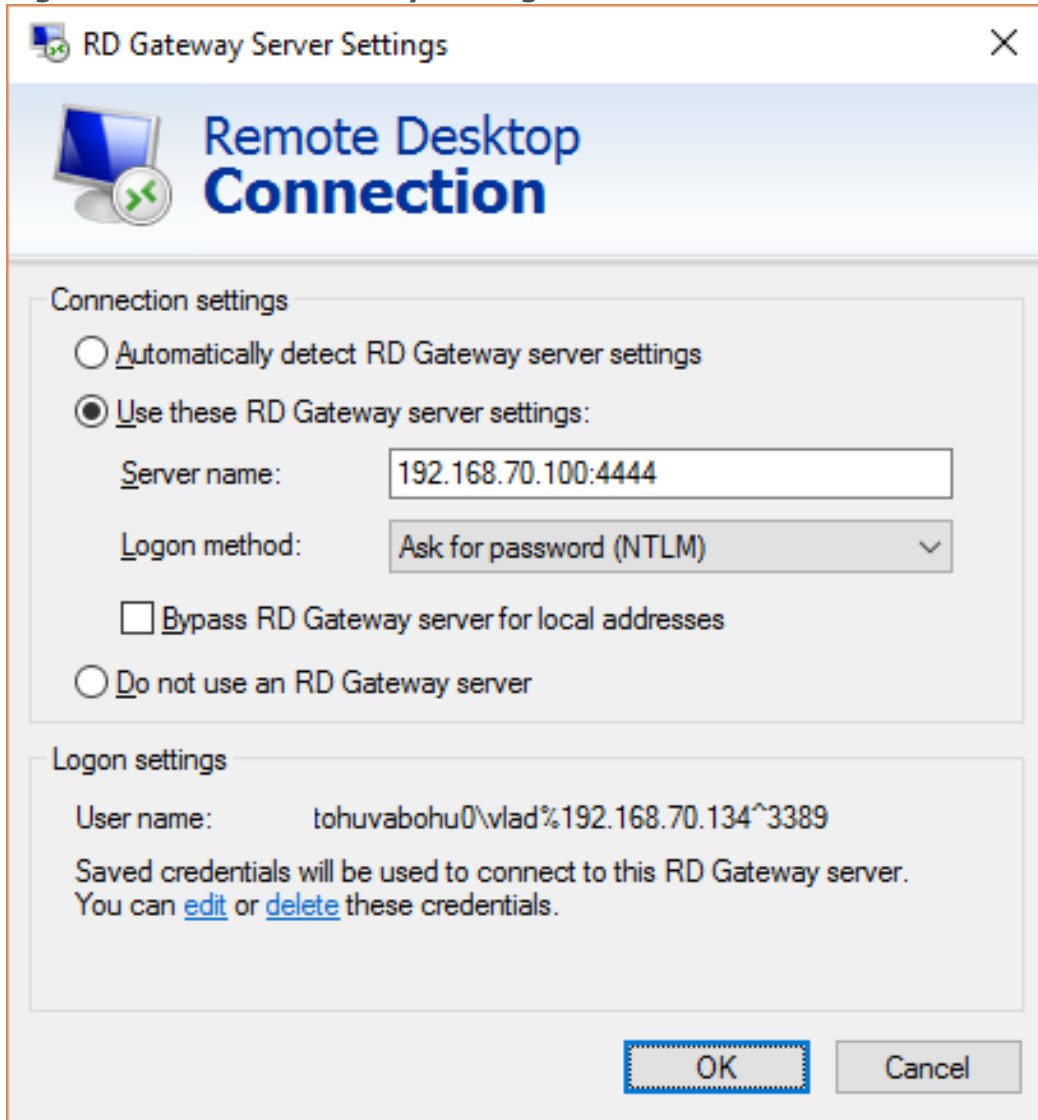 RD Gateway Server Settings
Remote Desktop
Connection
Connection settings
Automatically detect RD Gateway server settings
Use these RD Gateway server settings:
Server name: 192.168.70.100:4444
Logon method: Ask for password (NTLM)
Bypass RD Gateway server for local addresses
Do not use an RD Gateway server
Logon settings
User name: tohuvabohu0\vlad%192.168.70.134^3389
Saved credentials will be used to connect to this RD Gateway server.
You can edit or delete these credentials.
OK Cancel